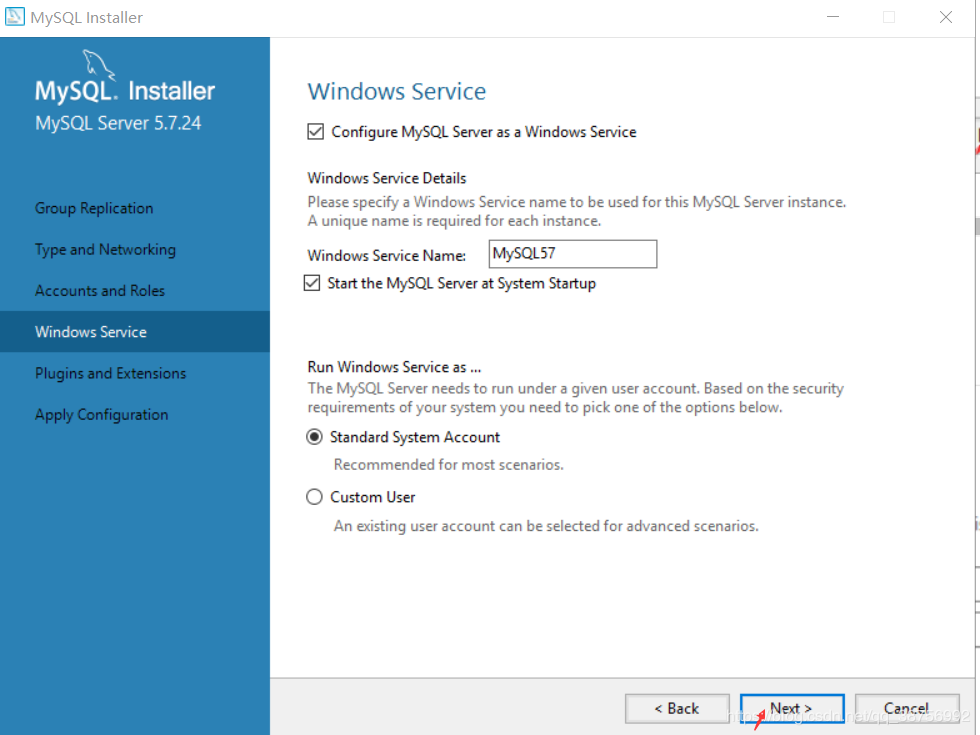 MySQL Installer
MySQL. Installer
MySQL Server 5.7.24
Group Replication
Type and Networking
Accounts and Roles
Windows Service
Plugins and Extensions
Apply Configuration
Windows Service
Configure MySQL Server as a Windows Service
Windows Service Details
Please specify a Windows Service name to be used for this MySQL Server instance.
A unique name is required for each instance.
Windows Service Name: MySQL57
Start the MySQL Server at System Startup
Run Windows Service as ...
The MySQL Server needs to run under a given user account. Based on the security
requirements of your system you need to pick one of the options below.
Standard System Account
Recommended for most scenarios.
Custom User
An existing user account can be selected for advanced scenarios.
< Back Next > Cancel